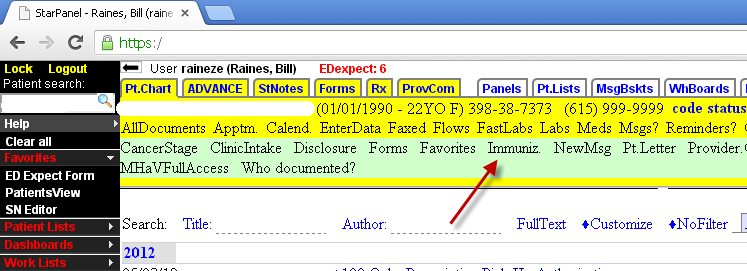 StarPanel - Raines, Bill (raine
https:/
Lock Logout
Patient search:
Help
Clear all
Favorites
ED Expect Form
PatientsView
SN Editor
Patient Lists
Dashboards
Work Lists
User raineze (Raines, Bill) EDexpect: 6
Pt.Chart ADVANCE StNotes Forms Rx ProvCom Panels Pt.Lists MsgBskts WhBoards
(01/01/1990 - 22YO F) 398-38-7373 (615) 999-9999 code status
AllDocuments Apptm. Calend. EnterData Faxed Flows FastLabs Labs Meds Msgs? Reminders?
CancerStage ClinicIntake Disclosure Forms Favorites Immuniz. NewMsg Pt.Letter Provider.
MHaVFullAccess Who documented?
Search: Title: Author: FullText ♦Customize ♦NoFilter
2012